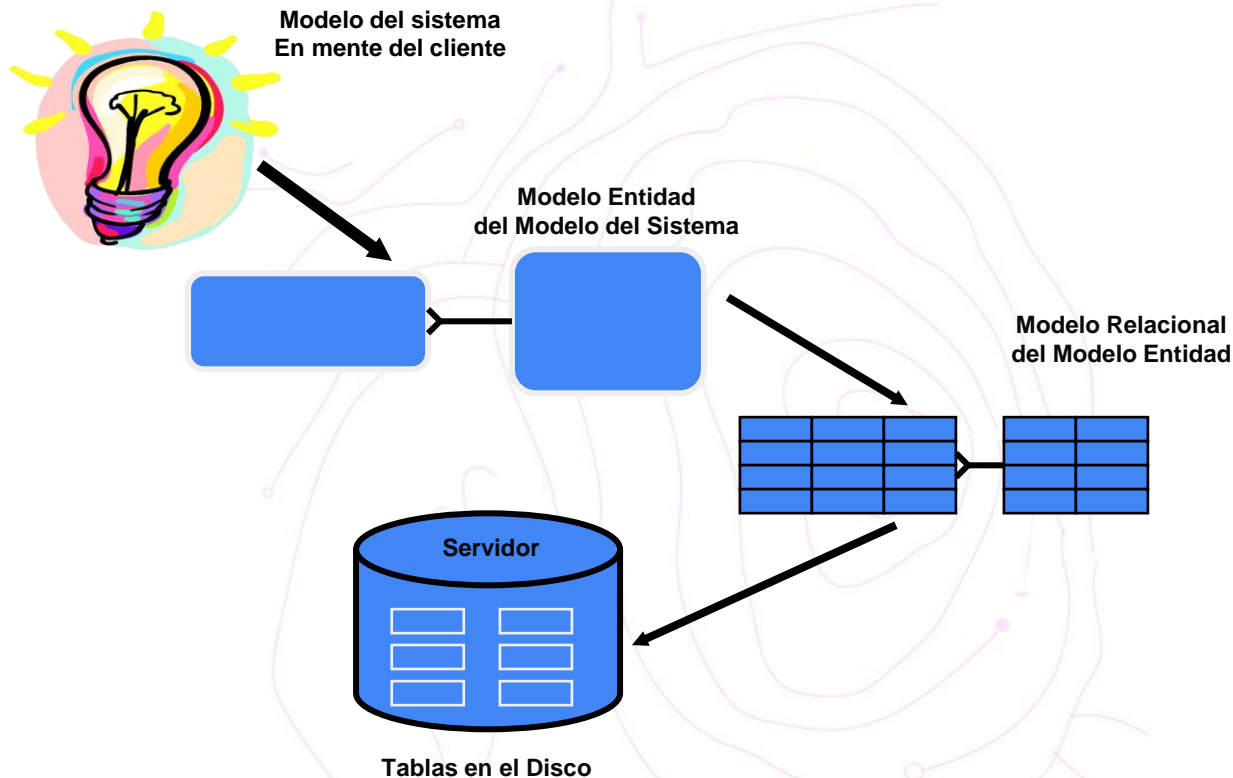 Modelo del sistema
En mente del cliente
Modelo Entidad
del Modelo del Sistema
Modelo Relacional
del Modelo Entidad
Servidor
Tablas en el Disco